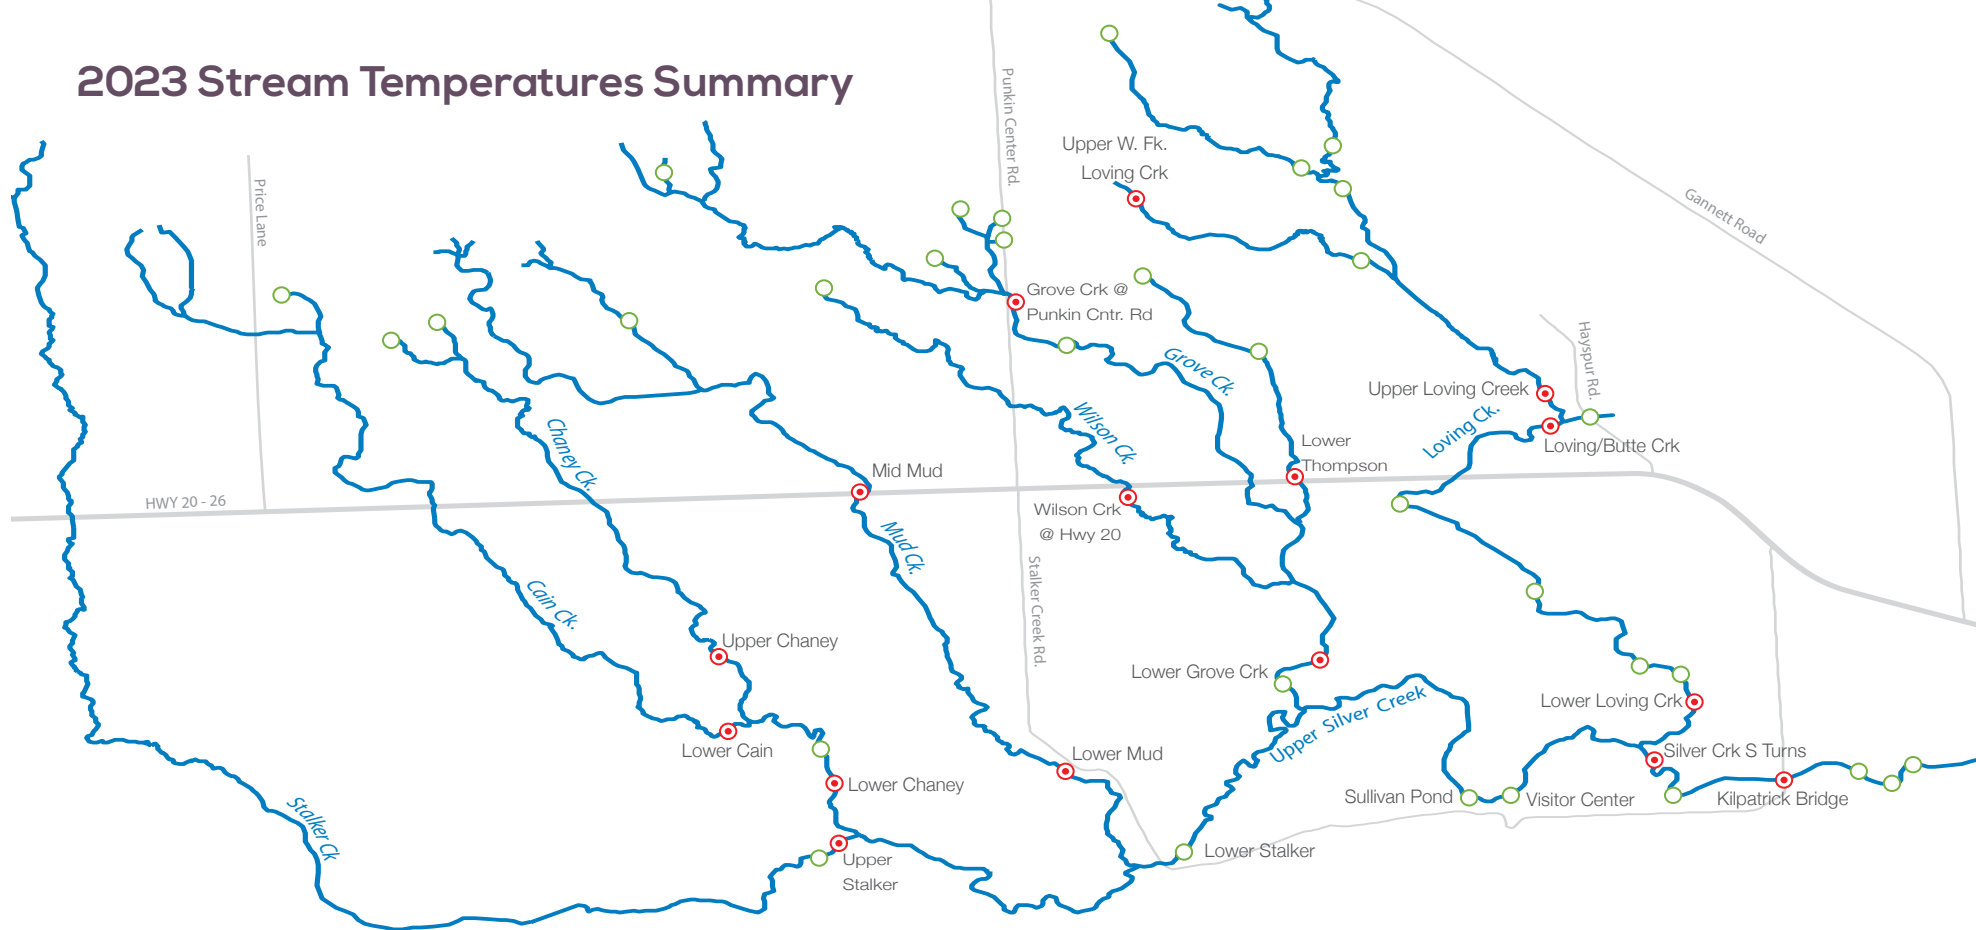 2023 Stream Temperatures Summary
Punkin Center Rd.
Upper W. Fk.
Loving Crk
Price Lane
Gannett Road
Grove Crk @
Punkin Cntr. Rd
Grove Ck.
Hayspur Rd.
Upper Loving Creek
Loving Ck.
Loving/Butte Crk
Chaney Ck.
Wilson Ck.
Lower
Thompson
Mid Mud
HWY 20 - 26
Wilson Crk
@ Hwy 20
Mud Ck.
Cain Ck.
Stalker Creek Rd.
Upper Chaney
Lower Grove Crk
Lower Loving Crk
Upper Silver Creek
Lower Cain
Lower Mud
Silver Crk S Turns
Lower Chaney
Sullivan Pond
Visitor Center
Kilpatrick Bridge
Stalker Ck
Lower Stalker
Upper
Stalker